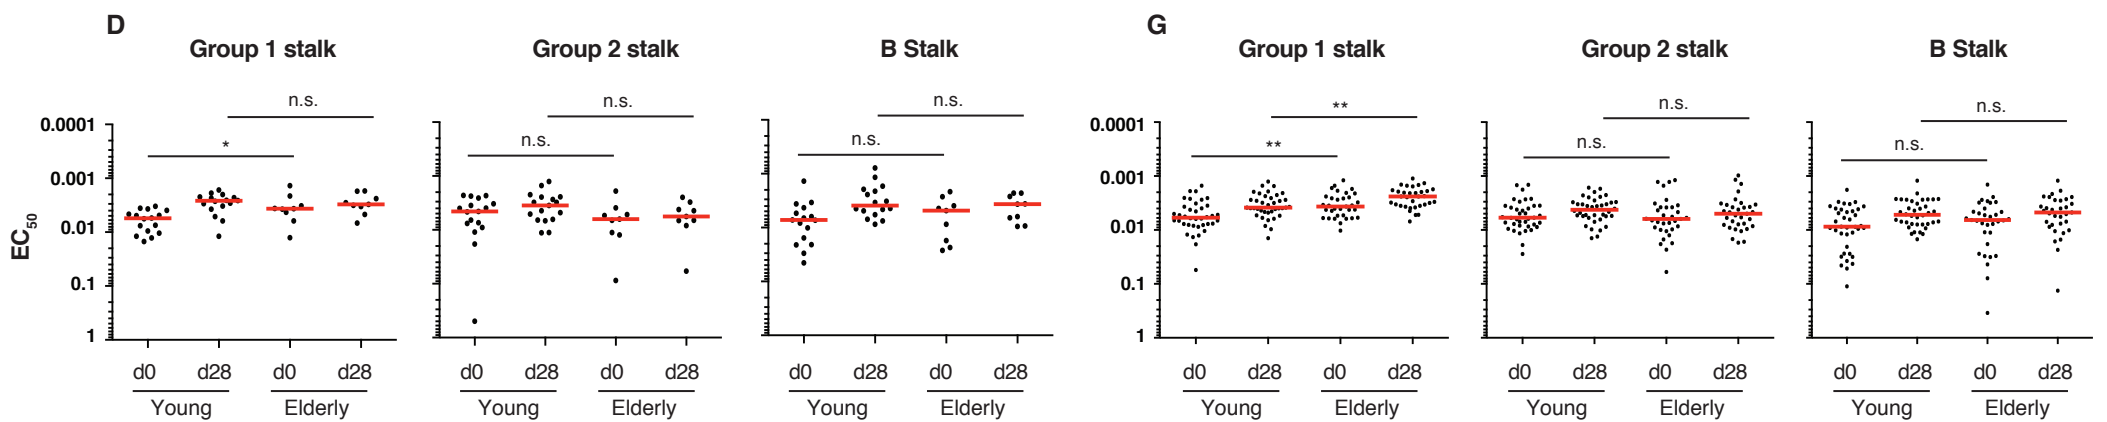 D
Group 1 stalk
Group 2 stalk
B Stalk
n.s.
n.s.
n.s.
*
n.s.
n.s.
EC50
0.0001
0.001
0.01
0.1
1
d0 d28 d0 d28
Young Elderly
d0 d28 d0 d28
Young Elderly
d0 d28 d0 d28
Young Elderly
G
Group 1 stalk
Group 2 stalk
B Stalk
**
n.s.
n.s.
**
n.s.
n.s.
0.0001
0.001
0.01
0.1
1
d0 d28 d0 d28
Young Elderly
d0 d28 d0 d28
Young Elderly
d0 d28 d0 d28
Young Elderly